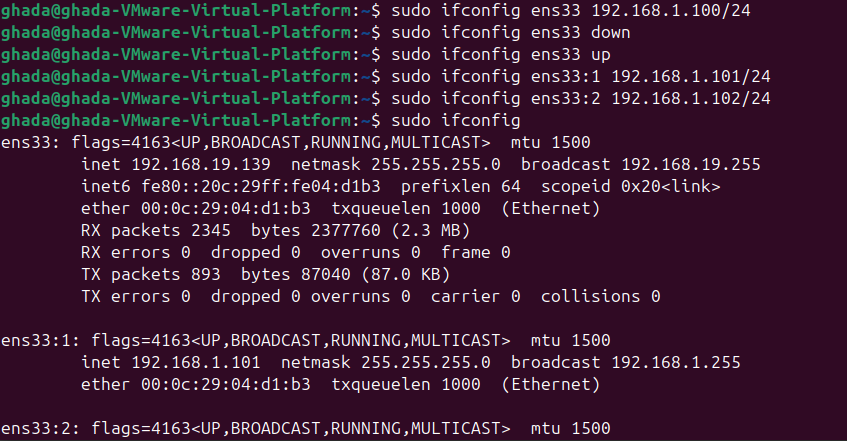 ghada@ghada-VMware-Virtual-Platform:~$ sudo ifconfig ens33 192.168.1.100/24
ghada@ghada-VMware-Virtual-Platform:~$ sudo ifconfig ens33 down
ghada@ghada-VMware-Virtual-Platform:~$ sudo ifconfig ens33 up
ghada@ghada-VMware-Virtual-Platform:~$ sudo ifconfig ens33:1 192.168.1.101/24
ghada@ghada-VMware-Virtual-Platform:~$ sudo ifconfig ens33:2 192.168.1.102/24
ghada@ghada-VMware-Virtual-Platform:~$ sudo ifconfig
ens33: flags=4163<UP,BROADCAST,RUNNING,MULTICAST>  mtu 1500
        inet 192.168.19.139  netmask 255.255.255.0  broadcast 192.168.19.255
        inet6 fe80::20c:29ff:fe04:d1b3  prefixlen 64  scopeid 0x20<link>
        ether 00:0c:29:04:d1:b3  txqueuelen 1000  (Ethernet)
        RX packets 2345  bytes 2377760 (2.3 MB)
        RX errors 0  dropped 0  overruns 0  frame 0
        TX packets 893  bytes 87040 (87.0 KB)
        TX errors 0  dropped 0 overruns 0  carrier 0  collisions 0

ens33:1: flags=4163<UP,BROADCAST,RUNNING,MULTICAST>  mtu 1500
        inet 192.168.1.101  netmask 255.255.255.0  broadcast 192.168.1.255
        ether 00:0c:29:04:d1:b3  txqueuelen 1000  (Ethernet)

ens33:2: flags=4163<UP,BROADCAST,RUNNING,MULTICAST>  mtu 1500